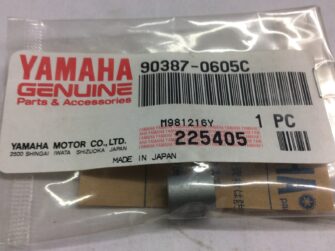 YAMAHA
GENUINE
Parts & Accessories
90387-0605C
M981216Y
1 PC
YAMAHA MOTOR CO., LTD.
2500 SHINGAI IWATA SHIZUOKA JAPAN
225405
MADE IN JAPAN